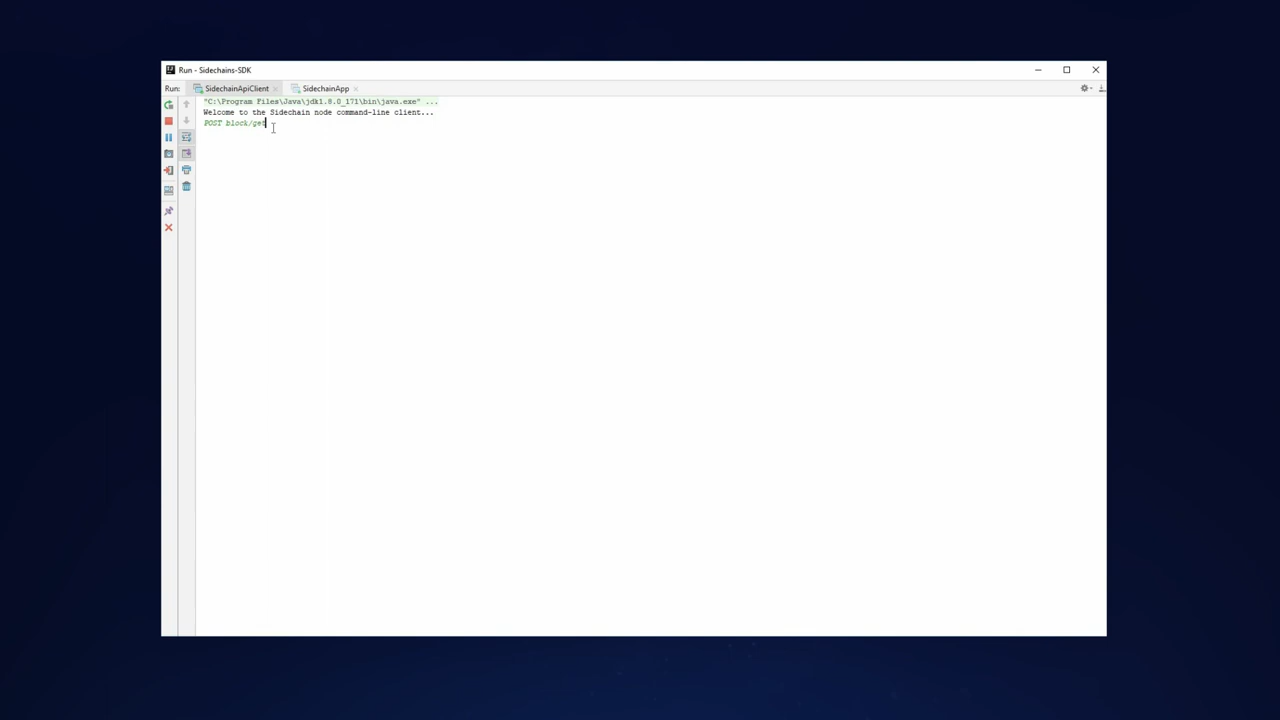 Run - Sidechains-SDK
Run: SidechainApiClient SidechainApp
"C:\Program Files\Java\jdk1.8.0_171\bin\java.exe" ...
Welcome to the Sidechain node command-line client...
POST block/get